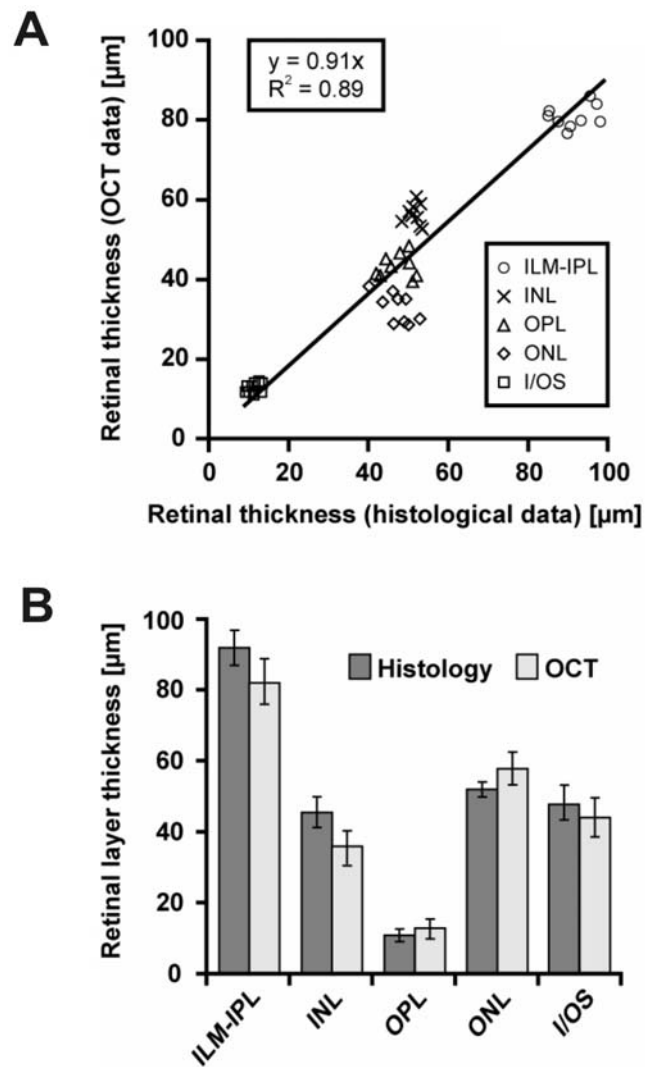 A
Retinal thickness (OCT data) [µm]
100
80
60
40
20
0
y = 0.91x
R² = 0.89
ILM-IPL
INL
OPL
ONL
I/OS
0 20 40 60 80 100
Retinal thickness (histological data) [µm]
B
Retinal layer thickness [µm]
100
80
60
40
20
0
Histology OCT
ILM-IPL INL OPL ONL I/OS